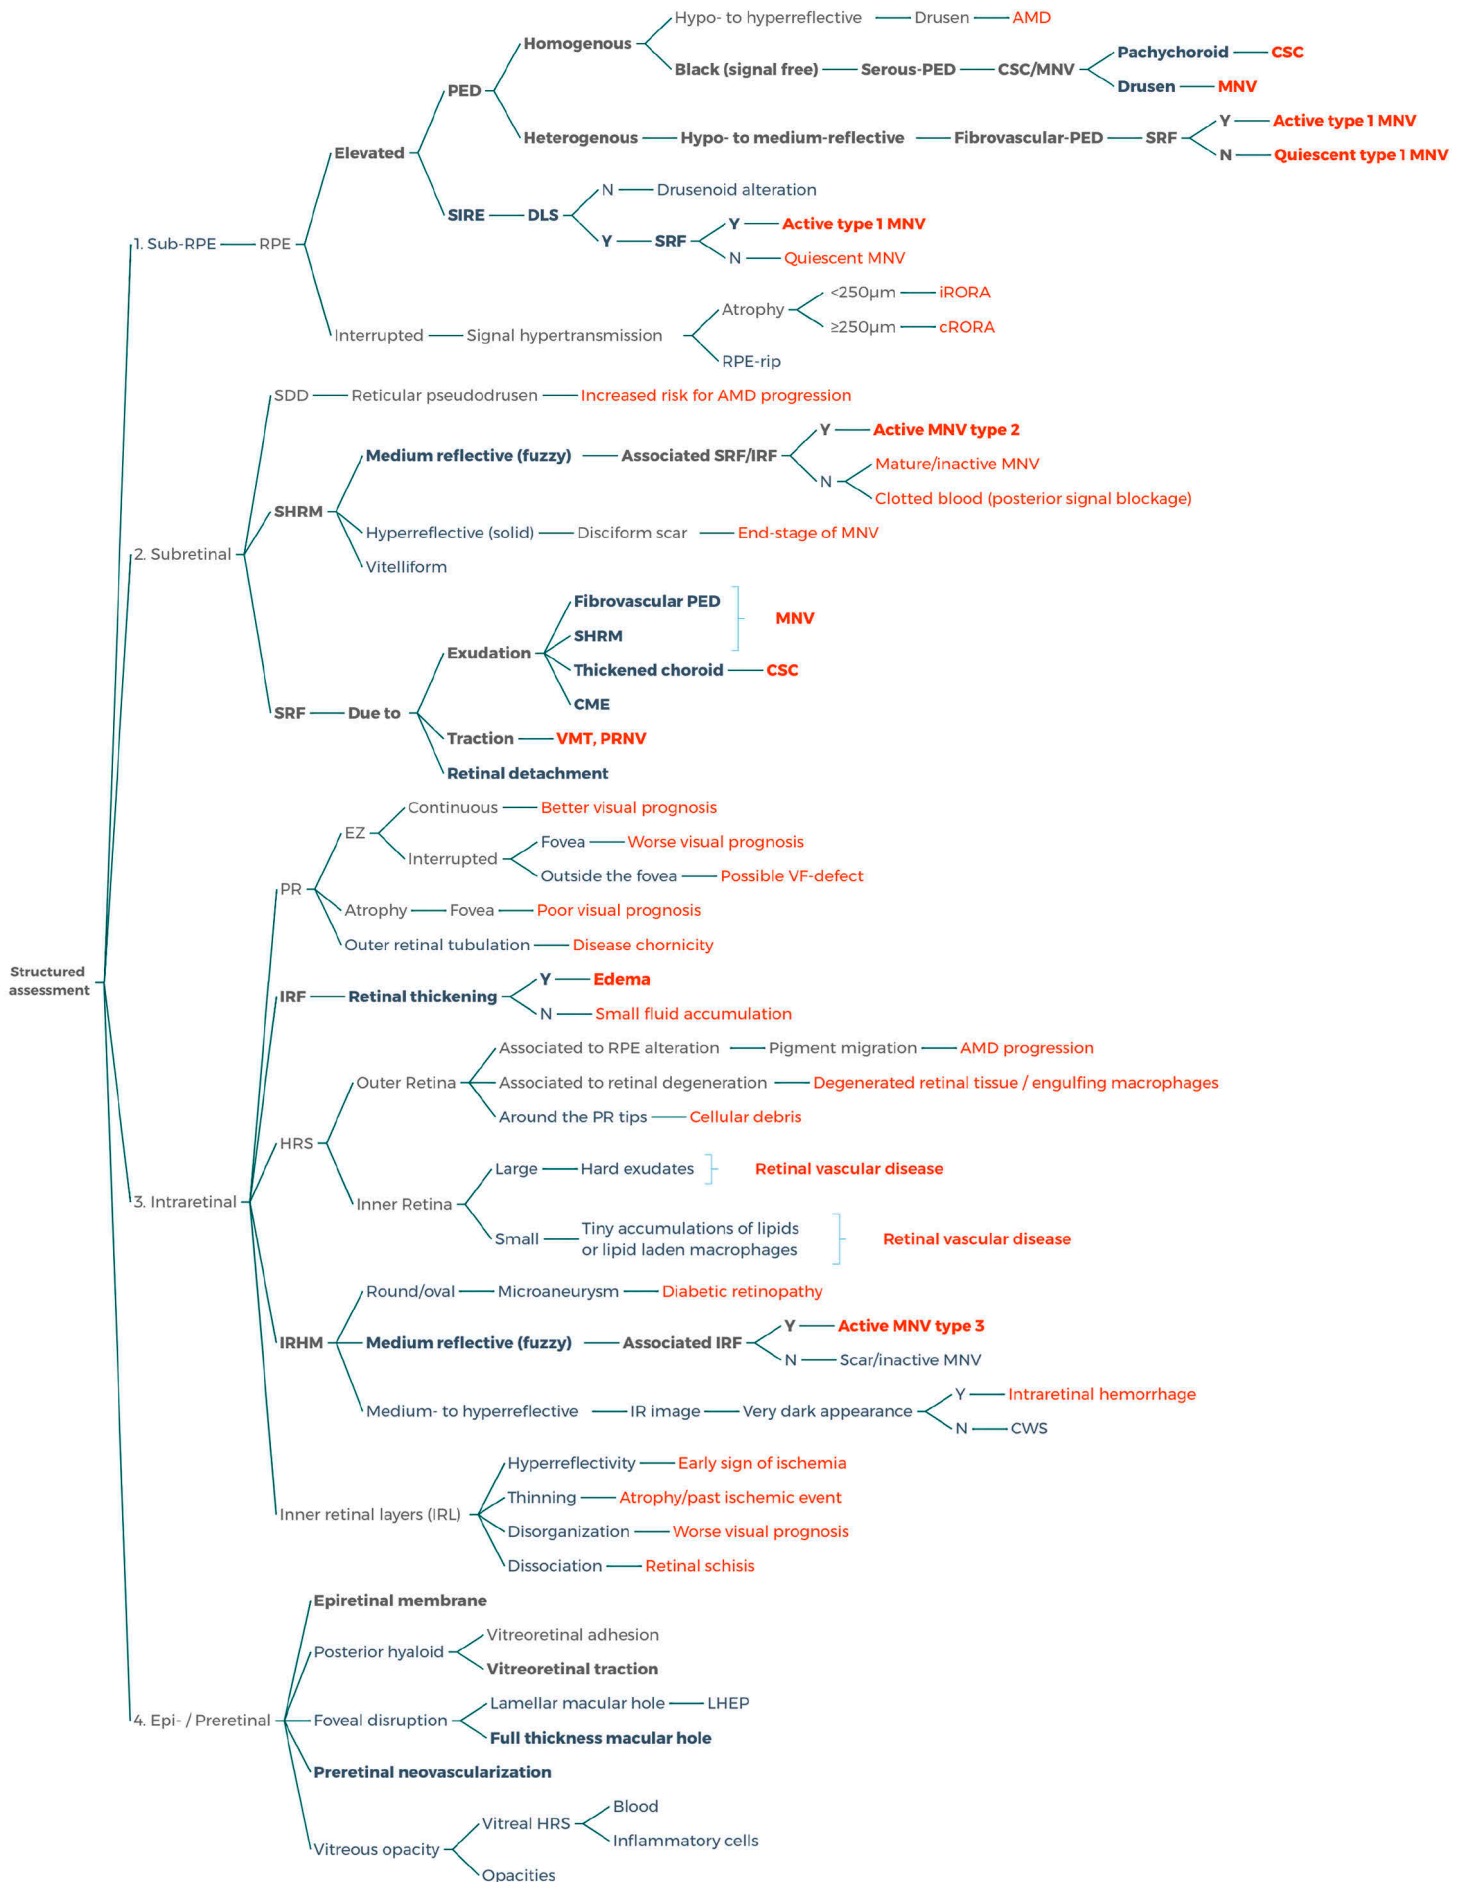 Hypo- to hyperreflective Drusen AMD
Homogenous
Pachychoroid CSC
Black (signal free) Serous-PED CSC/MNV
Drusen MNV
PED
Y Active type 1 MNV
Heterogenous Hypo- to medium-reflective Fibrovascular-PED SRF
Elevated
N Quiescent type 1 MNV
N Drusenoid alteration
SIRE DLS
Y Active type 1 MNV
Y SRF
1. Sub-RPE RPE
N Quiescent MNV
<250µm iRORA
Atrophy
≥250µm cRORA
Interrupted Signal hypertransmission
RPE-rip
SDD Reticular pseudodrusen Increased risk for AMD progression
Y Active MNV type 2
Medium reflective (fuzzy) Associated SRF/IRF
Mature/inactive MNV
N
Clotted blood (posterior signal blockage)
SHRM
Hyperreflective (solid) Disciform scar End-stage of MNV
2. Subretinal
Vitelliform
Fibrovascular PED
MNV
SHRM
Exudation
Thickened choroid CSC
CME
SRF Due to
Traction VMT, PRNV
Retinal detachment
Continuous Better visual prognosis
EZ
Fovea Worse visual prognosis
Interrupted
Outside the fovea Possible VF-defect
PR
Atrophy Fovea Poor visual prognosis
Outer retinal tubulation Disease chornicity
Structured
assessment
Y Edema
IRF Retinal thickening
N Small fluid accumulation
Associated to RPE alteration Pigment migration AMD progression
Outer Retina
Associated to retinal degeneration Degenerated retinal tissue / engulfing macrophages
Around the PR tips Cellular debris
HRS
Large Hard exudates Retinal vascular disease
3. Intraretinal
Inner Retina
Small
Tiny accumulations of lipids
or lipid laden macrophages
Retinal vascular disease
Round/oval Microaneurysm Diabetic retinopathy
Y Active MNV type 3
IRHM Medium reflective (fuzzy) Associated IRF
N Scar/inactive MNV
Y Intraretinal hemorrhage
Medium- to hyperreflective IR image Very dark appearance
N CWS
Hyperreflectivity Early sign of ischemia
Thinning Atrophy/past ischemic event
Inner retinal layers (IRL)
Disorganization Worse visual prognosis
Dissociation Retinal schisis
Epiretinal membrane
Vitreoretinal adhesion
Posterior hyaloid
Vitreoretinal traction
Lamellar macular hole LHEP
4. Epi- / Preretinal Foveal disruption
Full thickness macular hole
Preretinal neovascularization
Blood
Vitreal HRS
Inflammatory cells
Vitreous opacity
Opacities